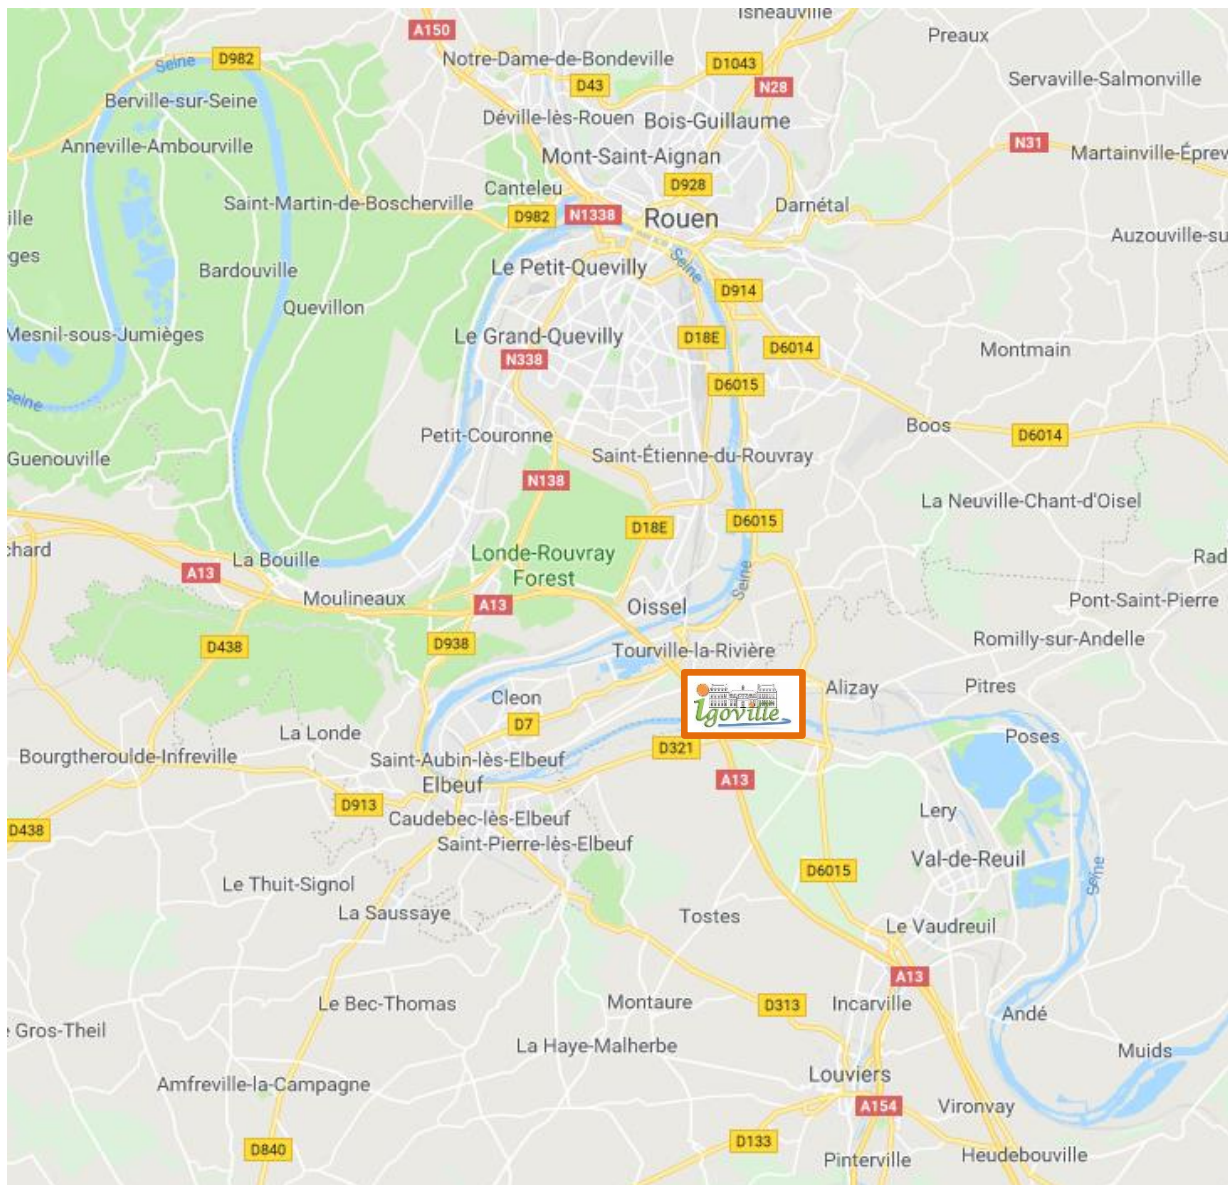 Isneauville
A150
Preaux
Notre-Dame-de-Bondeville
D1043
Seine
D982
Servaville-Salmonville
D43
N28
Berville-sur-Seine
Déville-lès-Rouen
Bois-Guillaume
Anneville-Ambourville
N31
Martainville-Éprev
Mont-Saint-Aignan
Canteleu
D928
Saint-Martin-de-Boscherville
D982
N1338
Rouen
Darnétal
ille
Auzouville-su
ges
Bardouville
Le Petit-Quevilly
Seine
D914
Quevillon
Mesnil-sous-Jumièges
Le Grand-Quevilly
D18E
D6014
Montmain
N338
D6015
Seine
Petit-Couronne
Boos
D6014
Guenouville
Saint-Étienne-du-Rouvray
N138
La Neuville-Chant-d'Oisel
D18E
D6015
chard
La Bouille
Londe-Rouvray
Forest
Rad
A13
Seine
Moulineaux
A13
Oissel
Pont-Saint-Pierre
D438
D938
Tourville-la-Rivière
Romilly-sur-Andelle
Cleon
Igoville
Alizay
Pitres
D7
La Londe
Poses
Bourgtheroulde-Infreville
Saint-Aubin-lès-Elbeuf
D321
Elbeuf
A13
D913
Caudebec-lès-Elbeuf
Lery
D438
Saint-Pierre-lès-Elbeuf
Val-de-Reuil
D6015
Seine
Le Thuit-Signol
La Saussaye
Tostes
Le Vaudreuil
A13
Le Bec-Thomas
Montaure
D313
Incarville
Andé
Gros-Theil
La Haye-Malherbe
Muids
Amfreville-la-Campagne
Louviers
A154
Vironvay
D840
D133
Pinterville
Heudebouville